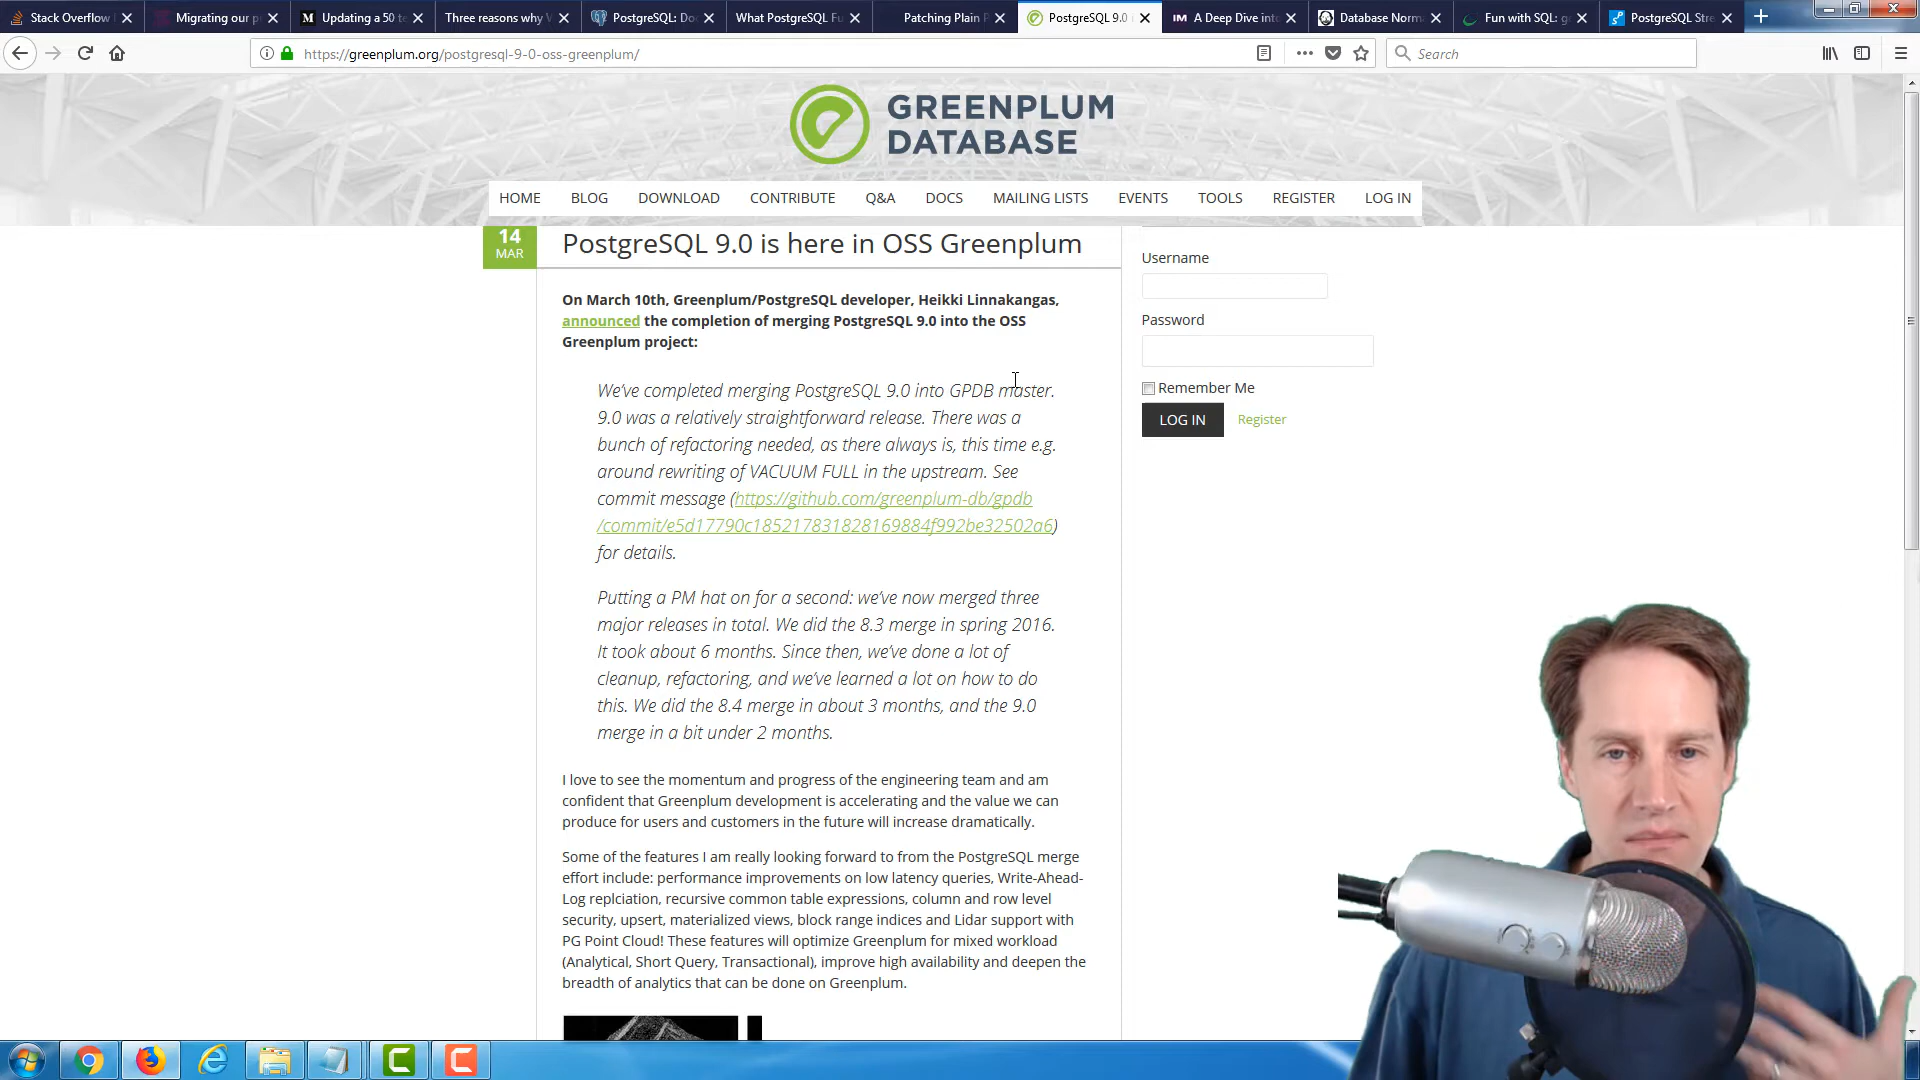 Stack Overflow
Migrating our p
Updating a 50 te
Three reasons why V
PostgreSQL: Do
What PostgreSQL Fu
Patching Plain P
PostgreSQL 9.0 i
A Deep Dive into
Database Norma
Fun with SQL: ge
PostgreSQL Stre
https://greenplum.org/postgresql-9-0-oss-greenplum/
Search
GREENPLUM
DATABASE
HOME BLOG DOWNLOAD CONTRIBUTE Q&A DOCS MAILING LISTS EVENTS TOOLS REGISTER LOG IN
14
MAR
PostgreSQL 9.0 is here in OSS Greenplum
On March 10th, Greenplum/PostgreSQL developer, Heikki Linnakangas,
announced the completion of merging PostgreSQL 9.0 into the OSS
Greenplum project:
We've completed merging PostgreSQL 9.0 into GPDB master.
9.0 was a relatively straightforward release. There was a
bunch of refactoring needed, as there always is, this time e.g.
around rewriting of VACUUM FULL in the upstream. See
commit message (https://github.com/greenplum-db/gpdb
/commit/e5d17790c185217831828169884f992be32502a6)
for details.
Putting a PM hat on for a second: we've now merged three
major releases in total. We did the 8.3 merge in spring 2016.
It took about 6 months. Since then, we've done a lot of
cleanup, refactoring, and we've learned a lot on how to do
this. We did the 8.4 merge in about 3 months, and the 9.0
merge in a bit under 2 months.
I love to see the momentum and progress of the engineering team and am
confident that Greenplum development is accelerating and the value we can
produce for users and customers in the future will increase dramatically.
Some of the features I am really looking forward to from the PostgreSQL merge
effort include: performance improvements on low latency queries, Write-Ahead-
Log replciation, recursive common table expressions, column and row level
security, upsert, materialized views, block range indices and Lidar support with
PG Point Cloud! These features will optimize Greenplum for mixed workload
(Analytical, Short Query, Transactional), improve high availability and deepen the
breadth of analytics that can be done on Greenplum.
Username
Password
Remember Me
LOG IN Register